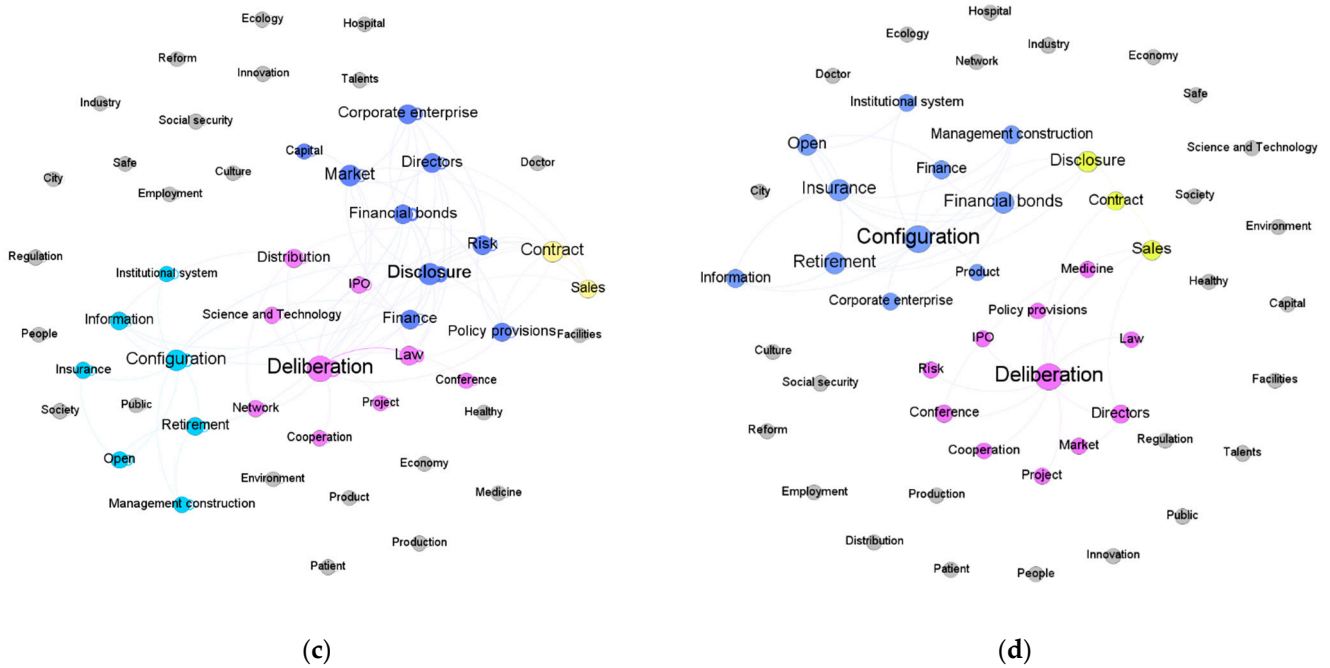 Ecology
Hospital
Reform
Innovation
Talents
Industry
Corporate enterprise
Social security
Capital
Directors
Safe
Market
Doctor
City
Culture
Employment
Financial bonds
Regulation
Distribution
Risk
Contract
Institutional system
Disclosure
IPO
Sales
Information
Science and Technology
Finance
People
Policy provisions
Facilities
Configuration
Law
Insurance
Deliberation
Conference
Society
Public
Network
Project
Healthy
Retirement
Cooperation
Open
Economy
Environment
Product
Medicine
Management construction
Production
Patient
(c)
Hospital
Ecology
Industry
Network
Economy
Doctor
Safe
Institutional system
Management construction
Open
Science and Technology
Disclosure
Finance
City
Insurance
Contract
Society
Financial bonds
Environment
Configuration
Sales
Retirement
Medicine
Information
Product
Healthy
Corporate enterprise
Capital
Policy provisions
IPO
Law
Culture
Risk
Deliberation
Social security
Facilities
Conference
Directors
Reform
Cooperation
Market
Regulation
Talents
Project
Employment
Production
Public
Distribution
Innovation
Patient
People
(d)